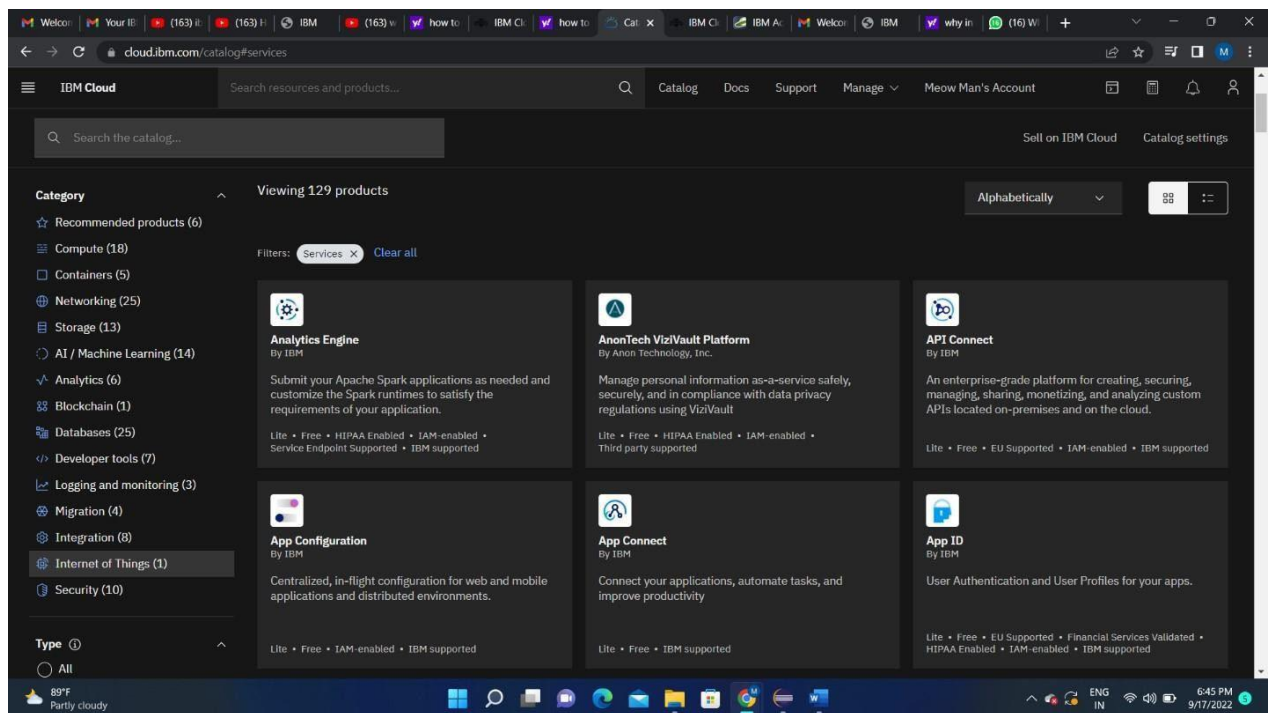 Welcon
Your IB
(163) ib
(163) H
IBM
(163) w
how to
IBM Clo
how to
Cat
IBM Cl
IBM Ac
Welcor
IBM
why in
(16) W
cloud.ibm.com/catalog#services
M
IBM Cloud
Search resources and products...
Catalog
Docs
Support
Manage
Meow Man's Account
Search the catalog...
Sell on IBM Cloud
Catalog settings
Category
Recommended products (6)
Compute (18)
Containers (5)
Networking (25)
Storage (13)
AI / Machine Learning (14)
Analytics (6)
Blockchain (1)
Databases (25)
Developer tools (7)
Logging and monitoring (3)
Migration (4)
Integration (8)
Internet of Things (1)
Security (10)
Type
All
Viewing 129 products
Alphabetically
Filters: Services × Clear all
Analytics Engine
By IBM
Submit your Apache Spark applications as needed and
customize the Spark runtimes to satisfy the
requirements of your application.
Lite • Free • HIPAA Enabled • IAM-enabled •
Service Endpoint Supported • IBM supported
AnonTech ViziVault Platform
By Anon Technology, Inc.
Manage personal information as-a-service safely,
securely, and in compliance with data privacy
regulations using ViziVault
Lite • Free • HIPAA Enabled • IAM-enabled •
Third party supported
API Connect
By IBM
An enterprise-grade platform for creating, securing,
managing, sharing, monetizing, and analyzing custom
APIs located on-premises and on the cloud.
Lite • Free • EU Supported • IAM-enabled • IBM supported
App Configuration
By IBM
Centralized, in-flight configuration for web and mobile
applications and distributed environments.
Lite • Free • IAM-enabled • IBM supported
App Connect
By IBM
Connect your applications, automate tasks, and
improve productivity
Lite • Free • IBM supported
App ID
By IBM
User Authentication and User Profiles for your apps.
Lite • Free • EU Supported • Financial Services Validated •
HIPAA Enabled • IAM-enabled • IBM supported
89°F
Partly cloudy
ENG
IN
6:45 PM
9/17/2022